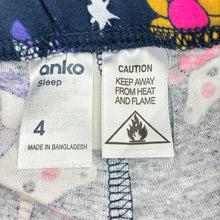 anko
Sleep
4
MADE IN BANGLADESH
CAUTION
KEEP AWAY
FROM HEAT
AND FLAME